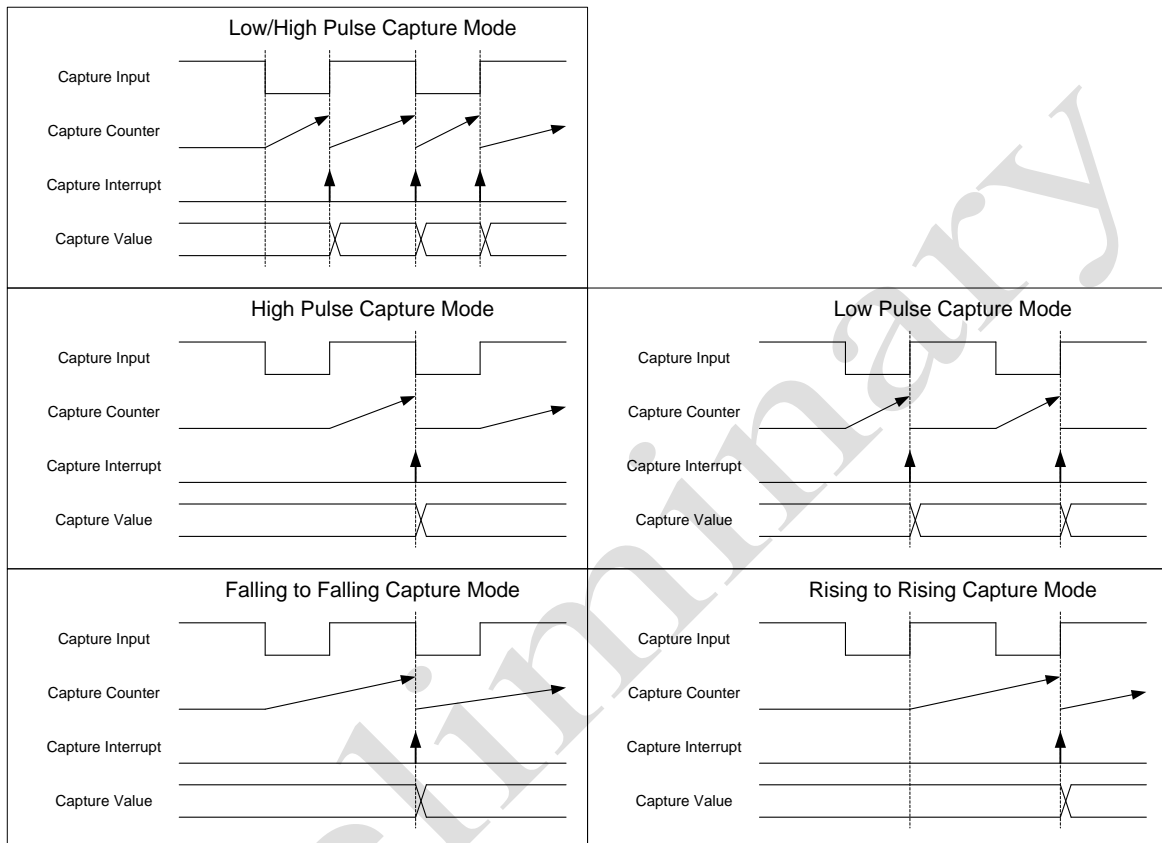 Low/High Pulse Capture Mode
Capture Input
Capture Counter
Capture Interrupt
Capture Value
High Pulse Capture Mode
Capture Input
Capture Counter
Capture Interrupt
Capture Value
Low Pulse Capture Mode
Capture Input
Capture Counter
Capture Interrupt
Capture Value
Falling to Falling Capture Mode
Capture Input
Capture Counter
Capture Interrupt
Capture Value
Rising to Rising Capture Mode
Capture Input
Capture Counter
Capture Interrupt
Capture Value
liminary